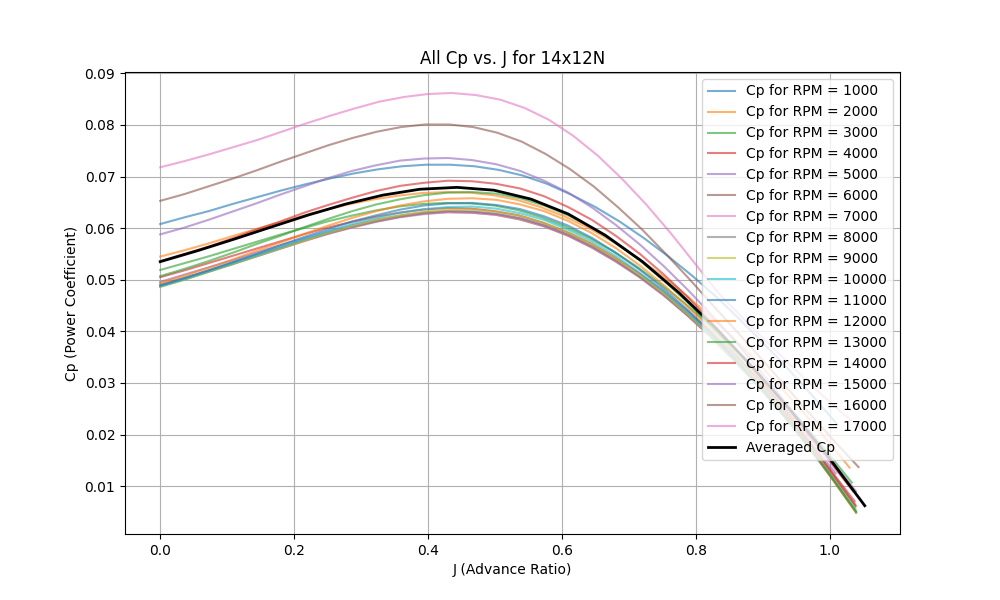 All Cp vs. J for 14x12N
Cp (Power Coefficient)
0.09
0.08
0.07
0.06
0.05
0.04
0.03
0.02
0.01
Cp for RPM = 1000
Cp for RPM = 2000
Cp for RPM = 3000
Cp for RPM = 4000
Cp for RPM = 5000
Cp for RPM = 6000
Cp for RPM = 7000
Cp for RPM = 8000
Cp for RPM = 9000
Cp for RPM = 10000
Cp for RPM = 11000
Cp for RPM = 12000
Cp for RPM = 13000
Cp for RPM = 14000
Cp for RPM = 15000
Cp for RPM = 16000
Cp for RPM = 17000
Averaged Cp
0.0
0.2
0.4
0.6
0.8
1.0
J (Advance Ratio)